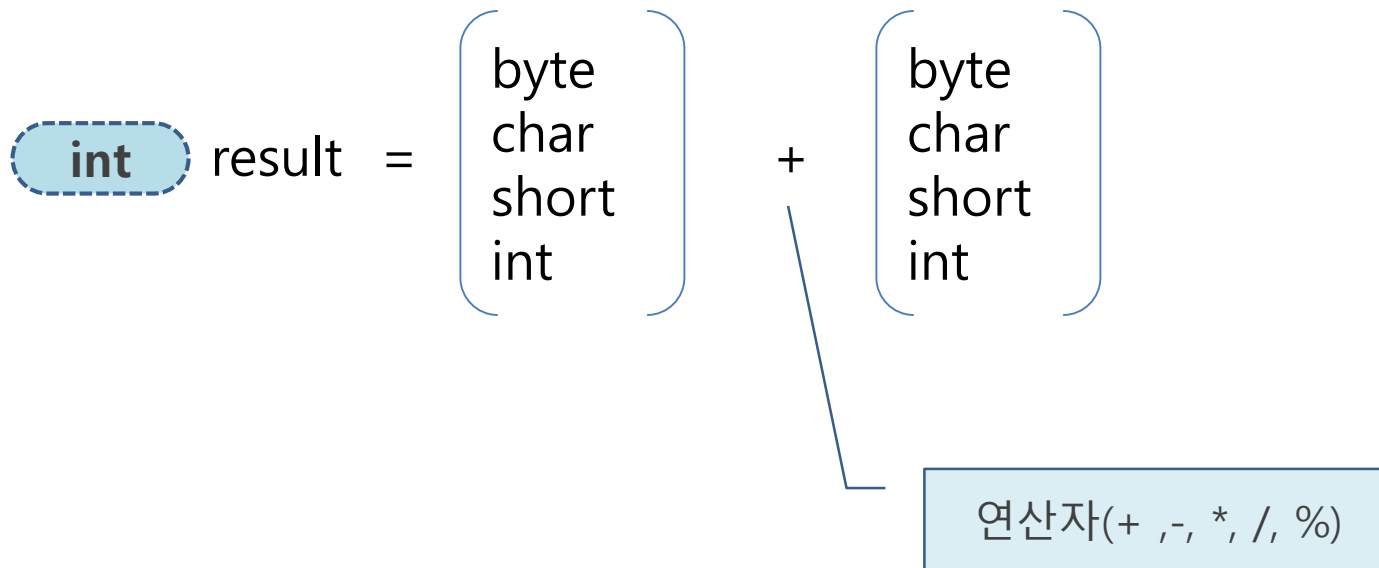 byte
char
short
int
byte
char
short
int
int result = +
연산자(+ ,-, *, /, %)